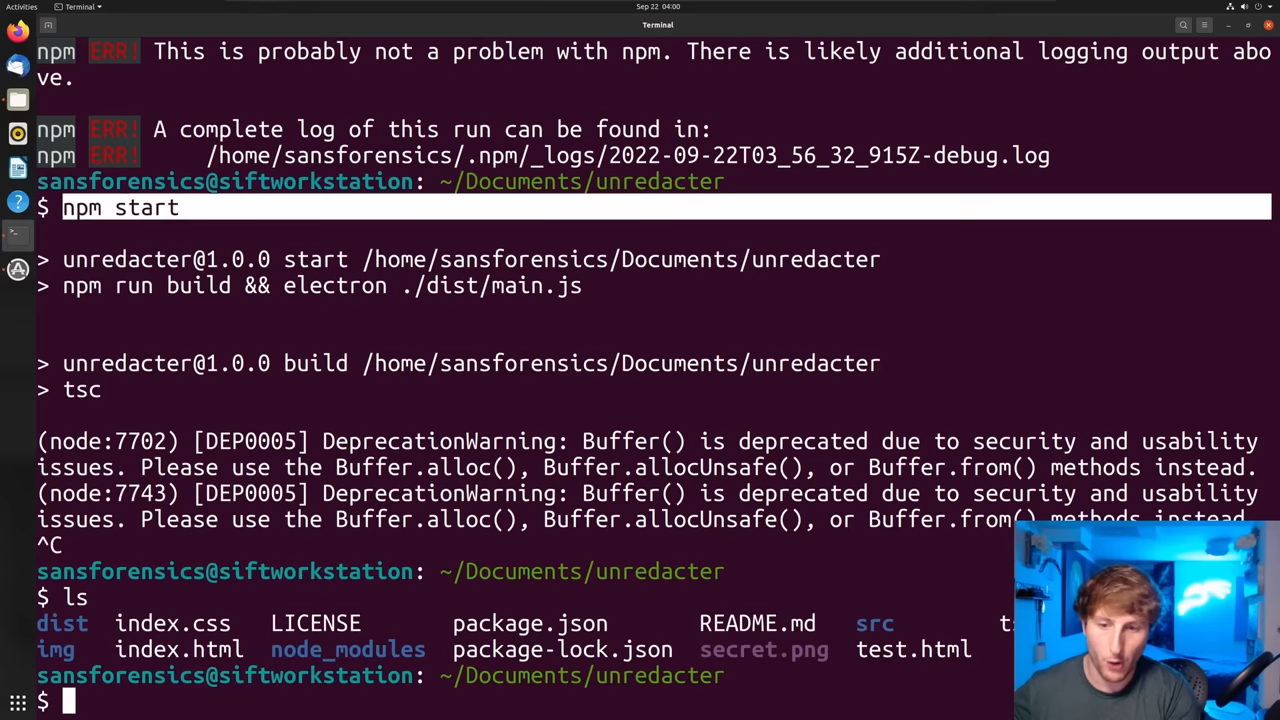 Activities
Terminal
Sep 22 04:00
Terminal
npm ERR! This is probably not a problem with npm. There is likely additional logging output abo
ve.
npm ERR! A complete log of this run can be found in:
npm ERR!     /home/sansforensics/.npm/_logs/2022-09-22T03_56_32_915Z-debug.log
sansforensics@siftworkstation: ~/Documents/unredacter
$ npm start
> unredacter@1.0.0 start /home/sansforensics/Documents/unredacter
> npm run build && electron ./dist/main.js
> unredacter@1.0.0 build /home/sansforensics/Documents/unredacter
> tsc
(node:7702) [DEP0005] DeprecationWarning: Buffer() is deprecated due to security and usability
issues. Please use the Buffer.alloc(), Buffer.allocUnsafe(), or Buffer.from() methods instead.
(node:7743) [DEP0005] DeprecationWarning: Buffer() is deprecated due to security and usability
issues. Please use the Buffer.alloc(), Buffer.allocUnsafe(), or Buffer.from() methods instead
^C
sansforensics@siftworkstation: ~/Documents/unredacter
$ ls
dist  index.css   LICENSE       package.json       README.md   src
img   index.html  node_modules  package-lock.json  secret.png  test.html
sansforensics@siftworkstation: ~/Documents/unredacter
$